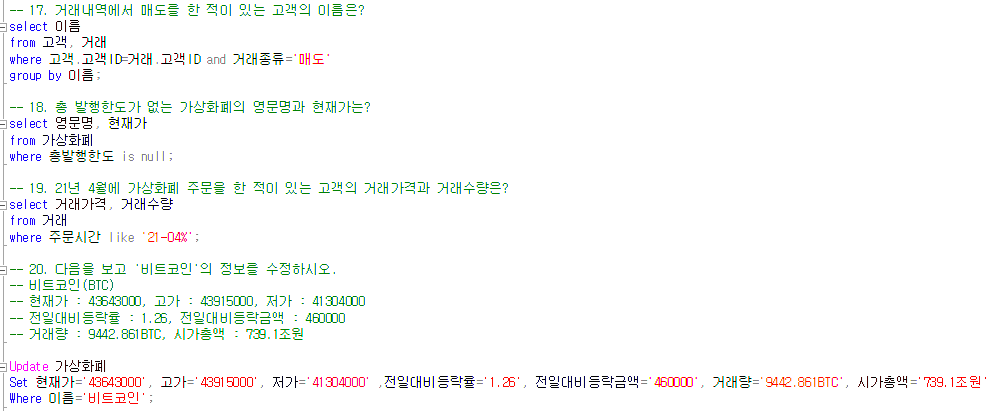 -- 17. 거래내역에서 매도를 한 적이 있는 고객의 이름은?
select 이름
from 고객, 거래
where 고객.고객ID=거래.고객ID and 거래종류='매도'
group by 이름;
-- 18. 총 발행한도가 없는 가상화폐의 영문명과 현재가는?
select 영문명, 현재가
from 가상화폐
where 총발행한도 is null;
-- 19. 21년 4월에 가상화폐 주문을 한 적이 있는 고객의 거래가격과 거래수량은?
select 거래가격, 거래수량
from 거래
where 주문시간 like '21-04%';
-- 20. 다음을 보고 '비트코인'의 정보를 수정하시오.
-- 비트코인(BTC)
-- 현재가 : 43643000, 고가 : 43915000, 저가 : 41304000
-- 전일대비등락률 : 1.26, 전일대비등락금액 : 460000
-- 거래량 : 9442.861BTC, 시가총액 : 739.1조원
Update 가상화폐
Set 현재가='43643000', 고가='43915000', 저가='41304000' ,전일대비등락률='1.26', 전일대비등락금액='460000', 거래량='9442.861BTC', 시가총액='739.1조원'
Where 이름='비트코인';